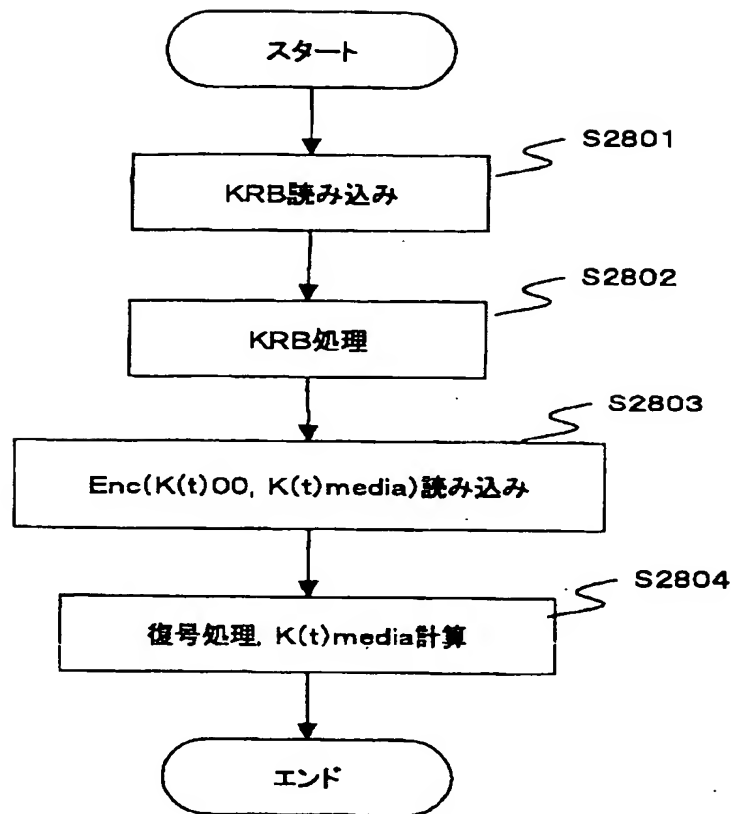 スタート
S2801
KRB読み込み
S2802
KRB処理
S2803
Enc(K(t)00, K(t)media)読み込み
S2804
復号処理, K(t)media計算
エンド